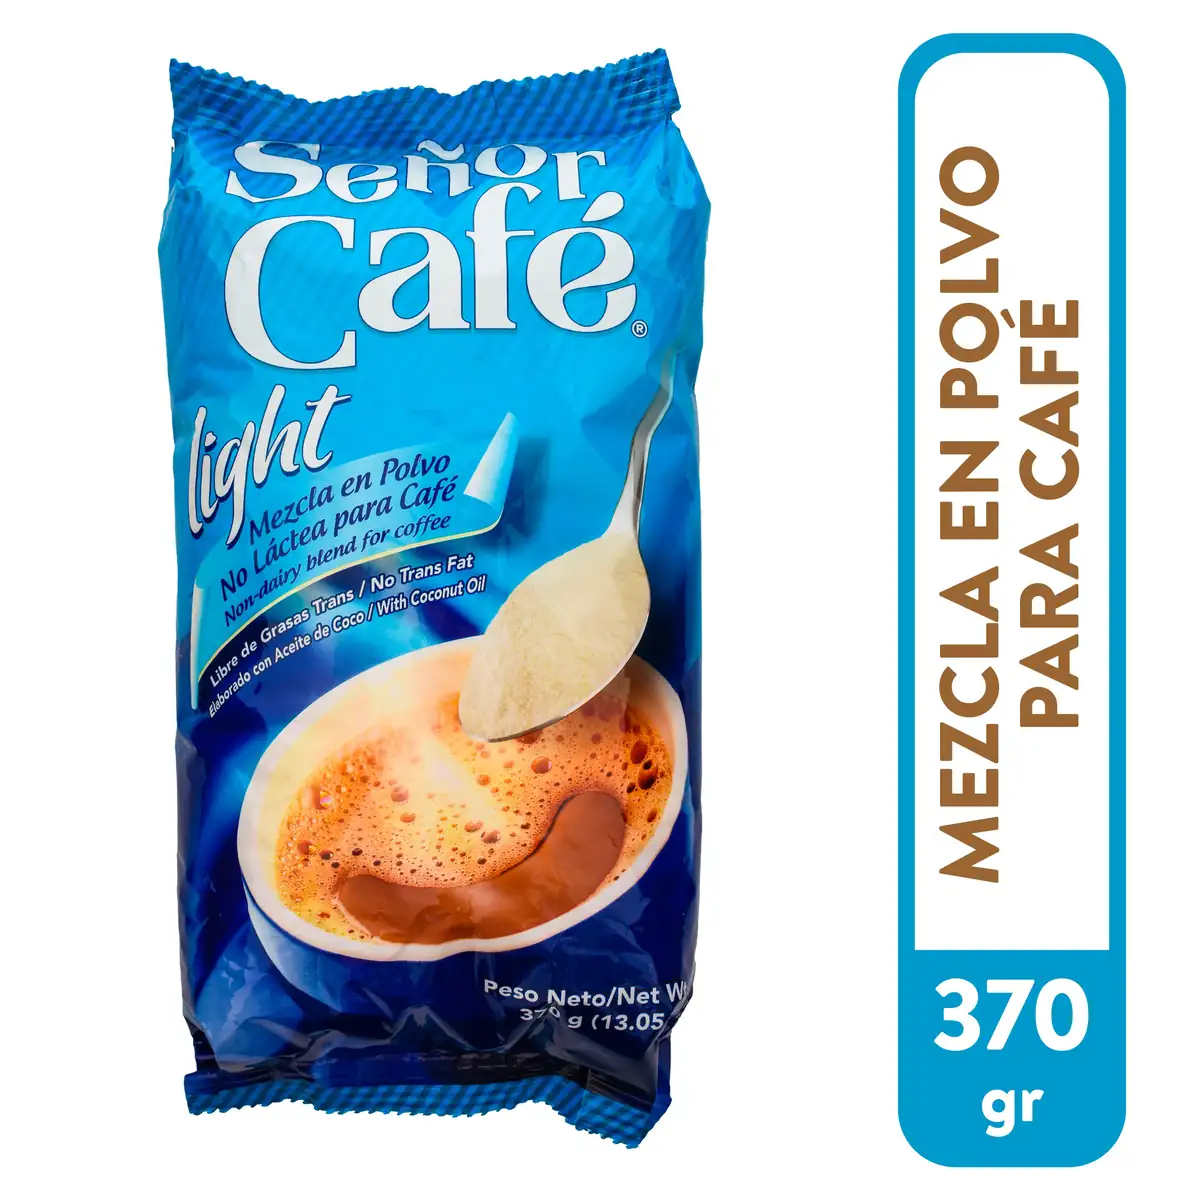 Señor
Café®
light
Mezcla en Polvo
No Láctea para Café
Non-dairy blend for coffee
Libre de Grasas Trans / No Trans Fat
Elaborado con Aceite de Coco / With Coconut Oil
Peso Neto/Net
g (13.05
MEZCLA EN POLVO
PARA CAFÉ
370
gr